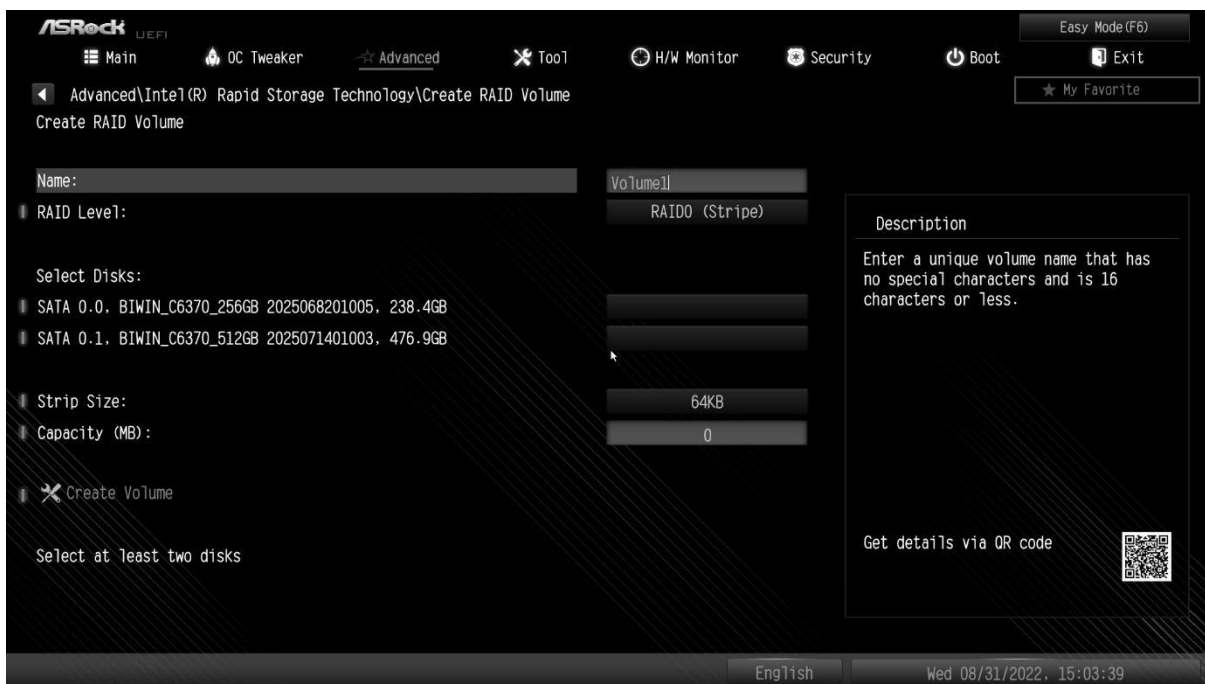 ASRock UEFI
Easy Mode(F6)
Main OC Tweaker Advanced Tool H/W Monitor Security Boot Exit
Advanced\Intel(R) Rapid Storage Technology\Create RAID Volume
My Favorite
Create RAID Volume
Name: Volume1
RAID Level: RAID0 (Stripe)
Description
Enter a unique volume name that has
no special characters and is 16
characters or less.
Select Disks:
SATA 0.0, BIWIN_C6370_256GB 2025068201005, 238.4GB
SATA 0.1, BIWIN_C6370_512GB 2025071401003, 476.9GB
Strip Size: 64KB
Capacity (MB): 0
Create Volume
Select at least two disks
Get details via QR code
English
Wed 08/31/2022, 15:03:39